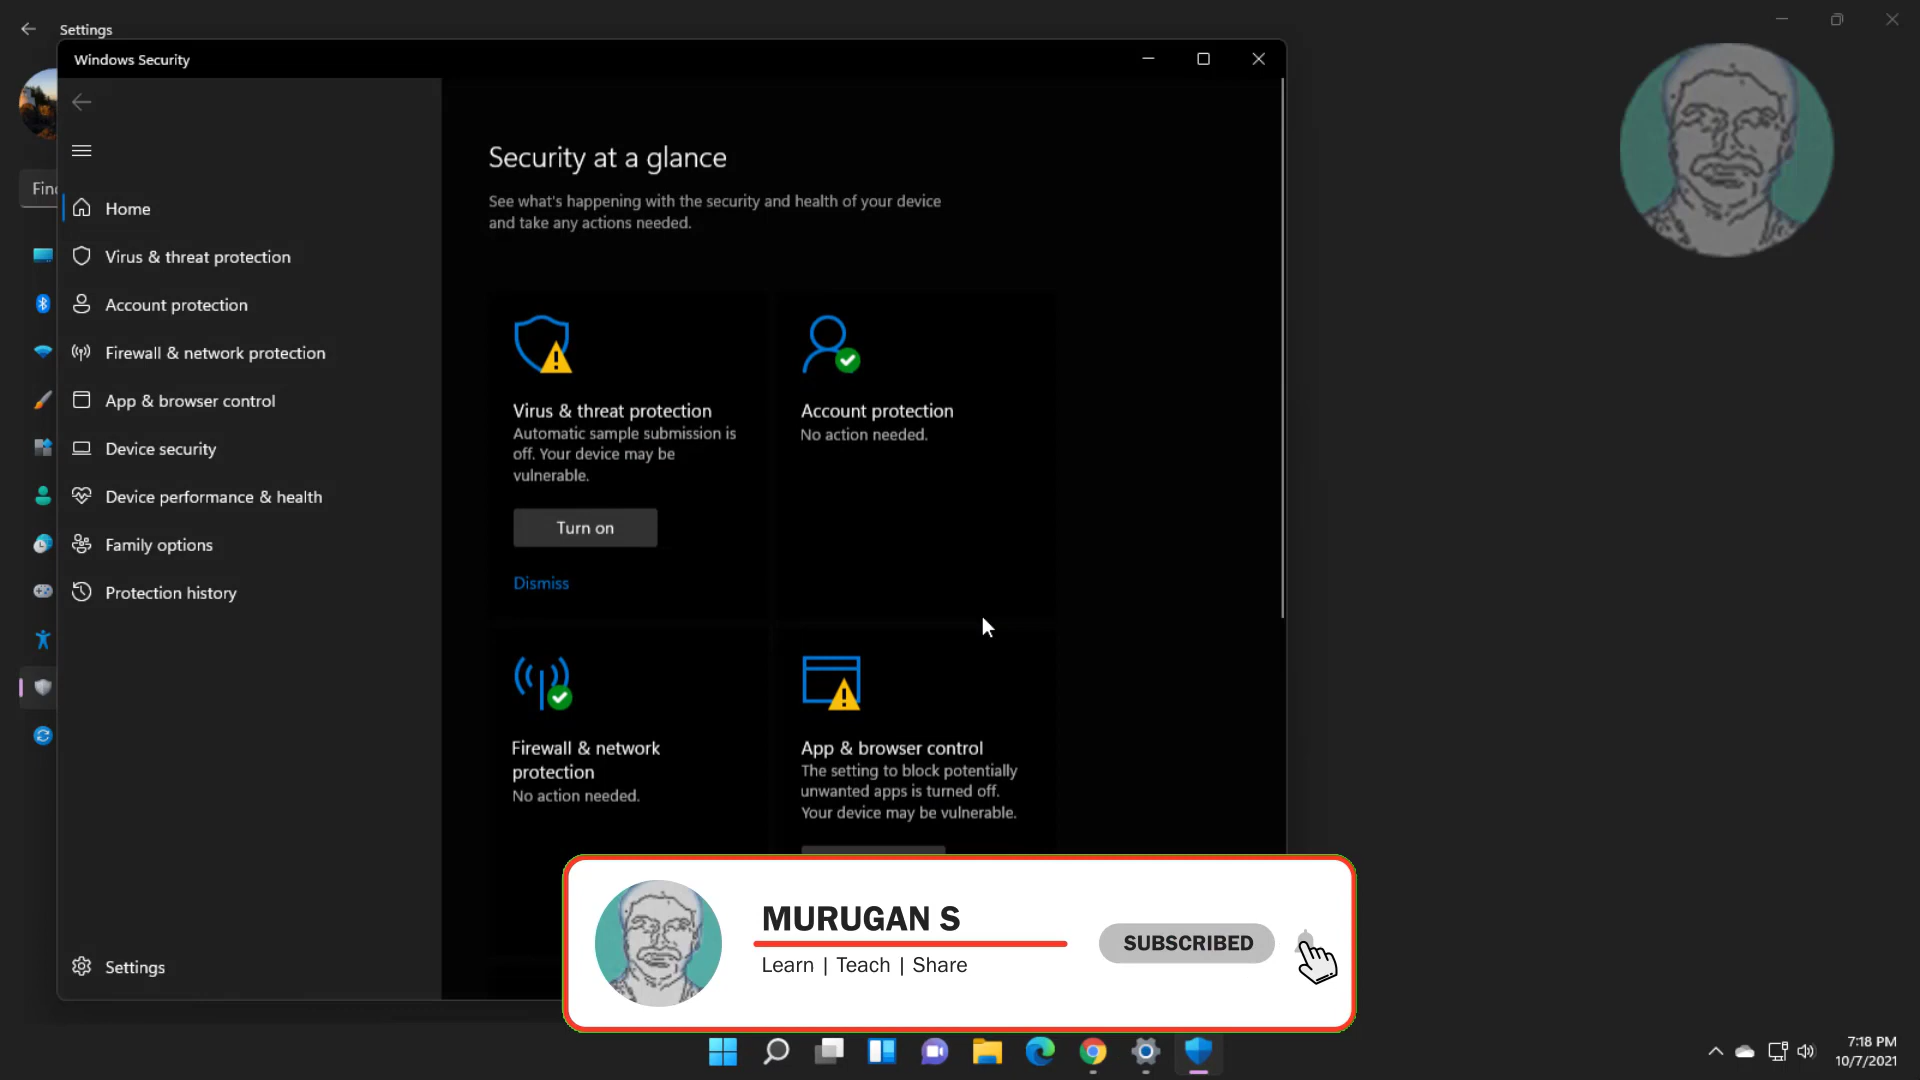 Settings
Windows Security
Home
Virus & threat protection
Account protection
Firewall & network protection
App & browser control
Device security
Device performance & health
Family options
Protection history
Settings
Security at a glance
See what's happening with the security and health of your device
and take any actions needed.
Virus & threat protection
Automatic sample submission is
off. Your device may be
vulnerable.
Turn on
Dismiss
Account protection
No action needed.
Firewall & network
protection
No action needed.
App & browser control
The setting to block potentially
unwanted apps is turned off.
Your device may be vulnerable.
MURUGAN S
Learn | Teach | Share
SUBSCRIBED
7:18 PM
10/7/2021